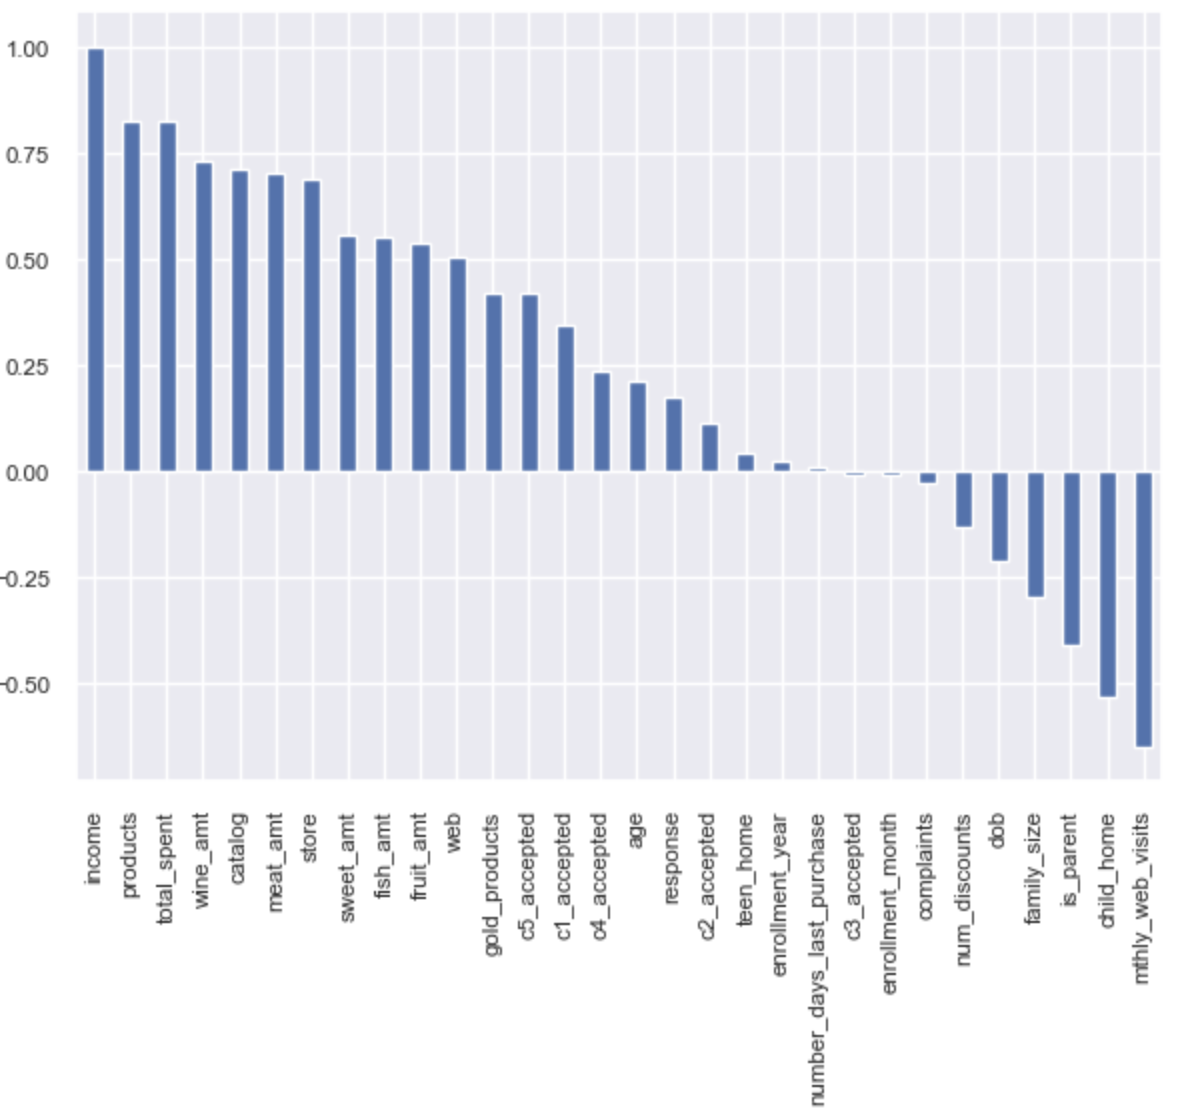 1.00
0.75
0.50
0.25
0.00
−0.25
−0.50
income
products
total_spent
wine_amt
catalog
meat_amt
store
sweet_amt
fish_amt
fruit_amt
web
gold_products
c5_accepted
c1_accepted
c4_accepted
age
response
c2_accepted
teen_home
enrollment_year
number_days_last_purchase
c3_accepted
enrollment_month
complaints
num_discounts
dob
family_size
is_parent
child_home
mthly_web_visits